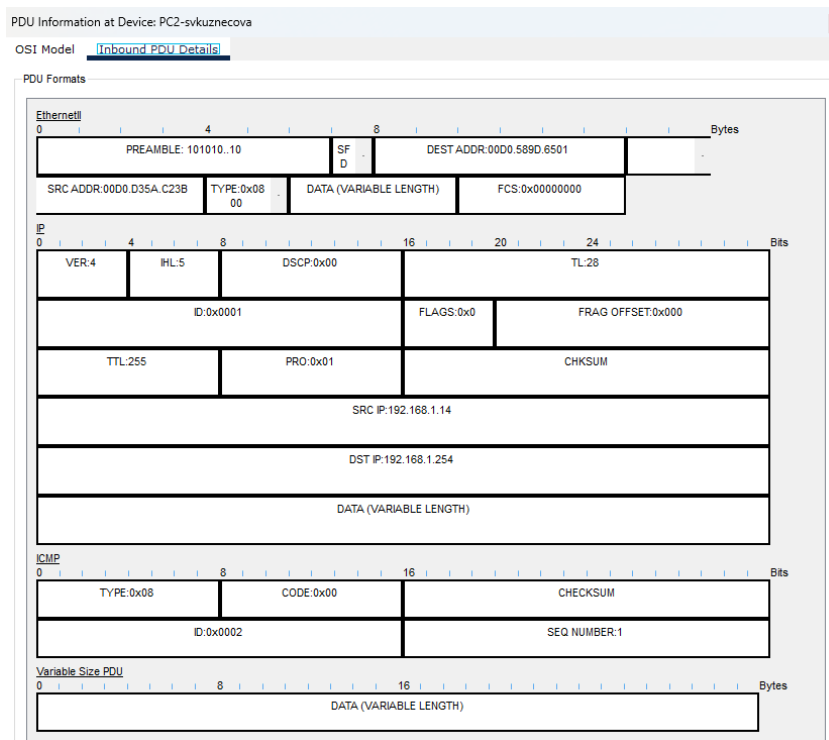 PDU Information at Device: PC2-svkuznecova
OSI Model Inbound PDU Details
PDU Formats
EthernetII
0 4 8 Bytes
PREAMBLE: 101010..10 SF D DEST ADDR:00D0.589D.6501
SRC ADDR:00D0.D35A.C23B TYPE:0x08 00 DATA (VARIABLE LENGTH) FCS:0x00000000
IP
0 4 8 16 20 24 Bits
VER:4 IHL:5 DSCP:0x00 TL:28
ID:0x0001 FLAGS:0x0 FRAG OFFSET:0x000
TTL:255 PRO:0x01 CHKSUM
SRC IP:192.168.1.14
DST IP:192.168.1.254
DATA (VARIABLE LENGTH)
ICMP
0 8 16 Bits
TYPE:0x08 CODE:0x00 CHECKSUM
ID:0x0002 SEQ NUMBER:1
Variable Size PDU
0 8 16 Bytes
DATA (VARIABLE LENGTH)